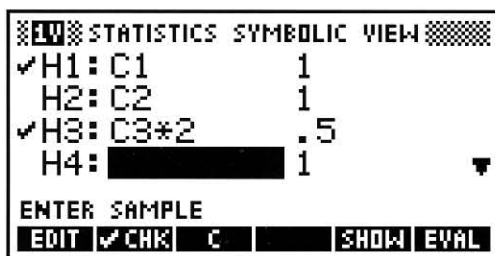 1V STATISTICS SYMBOLIC VIEW
✔H1: C1 1
H2: C2 1
✔H3: C3*2 .5
H4: 1 ▼
ENTER SAMPLE
EDIT ✔CHK C SHOW EVAL